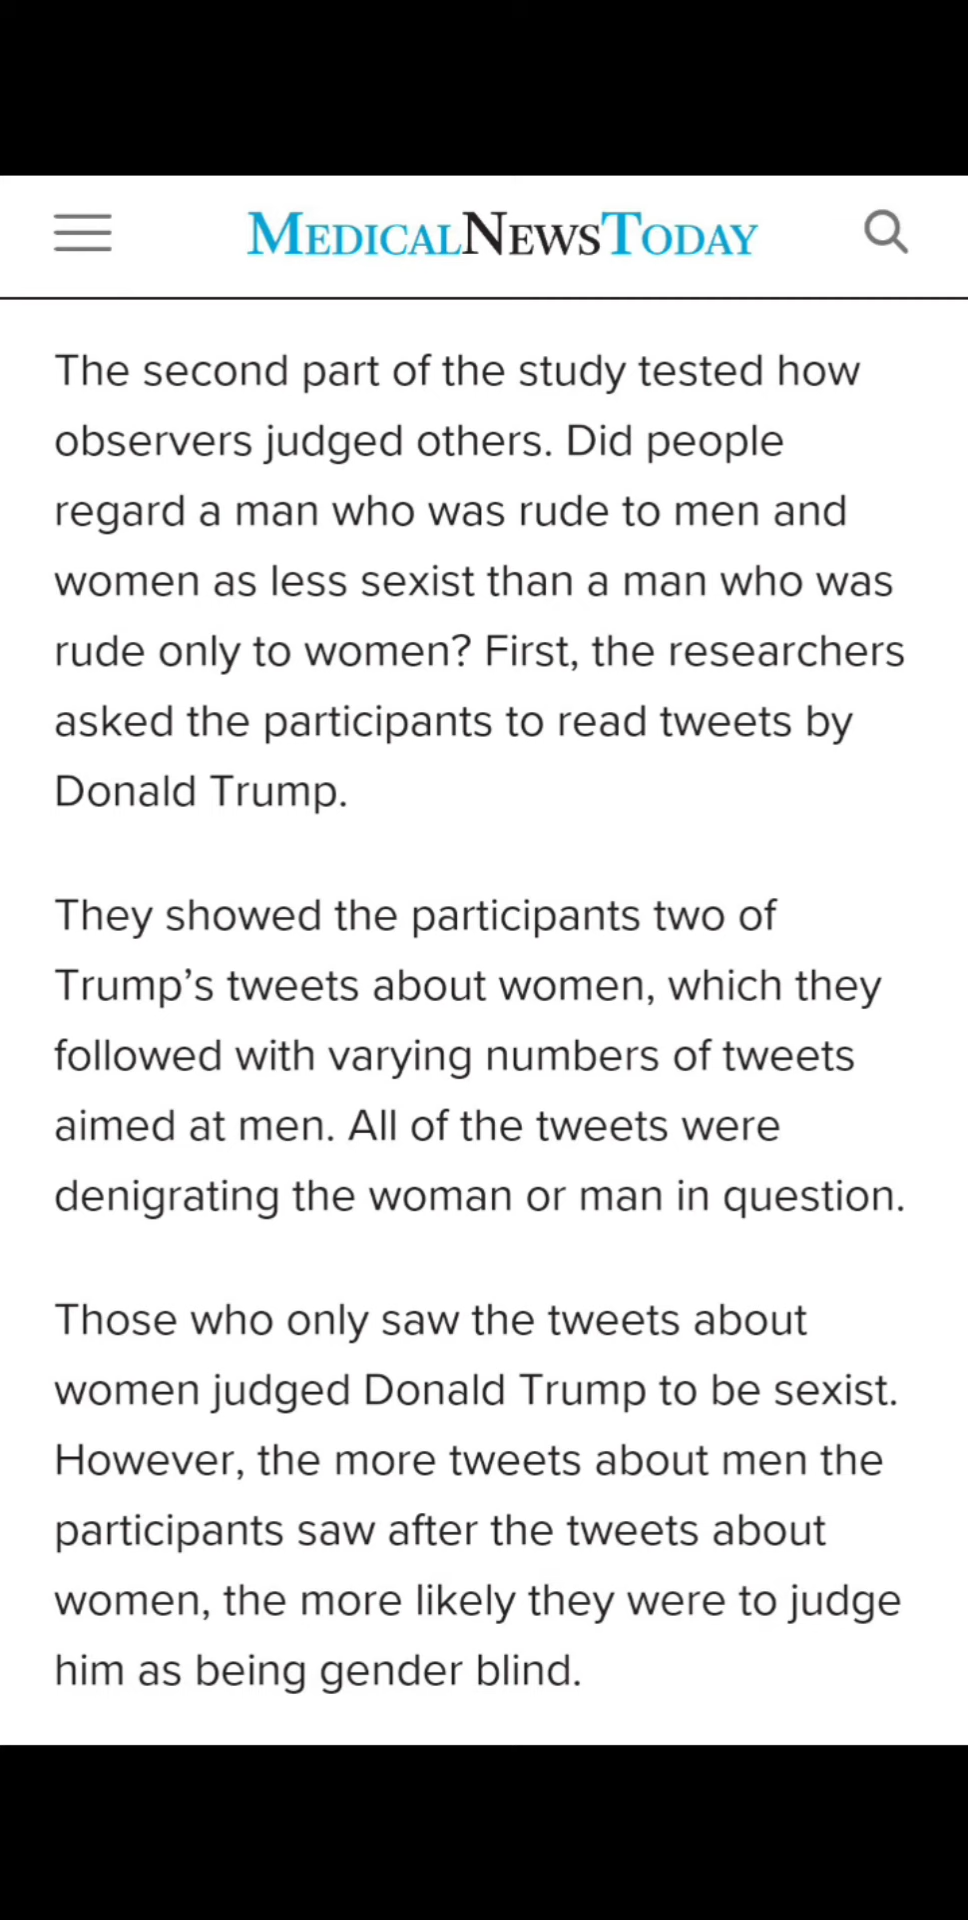 MEDICALNEWSTODAY
The second part of the study tested how
observers judged others. Did people
regard a man who was rude to men and
women as less sexist than a man who was
rude only to women? First, the researchers
asked the participants to read tweets by
Donald Trump.
They showed the participants two of
Trump’s tweets about women, which they
followed with varying numbers of tweets
aimed at men. All of the tweets were
denigrating the woman or man in question.
Those who only saw the tweets about
women judged Donald Trump to be sexist.
However, the more tweets about men the
participants saw after the tweets about
women, the more likely they were to judge
him as being gender blind.